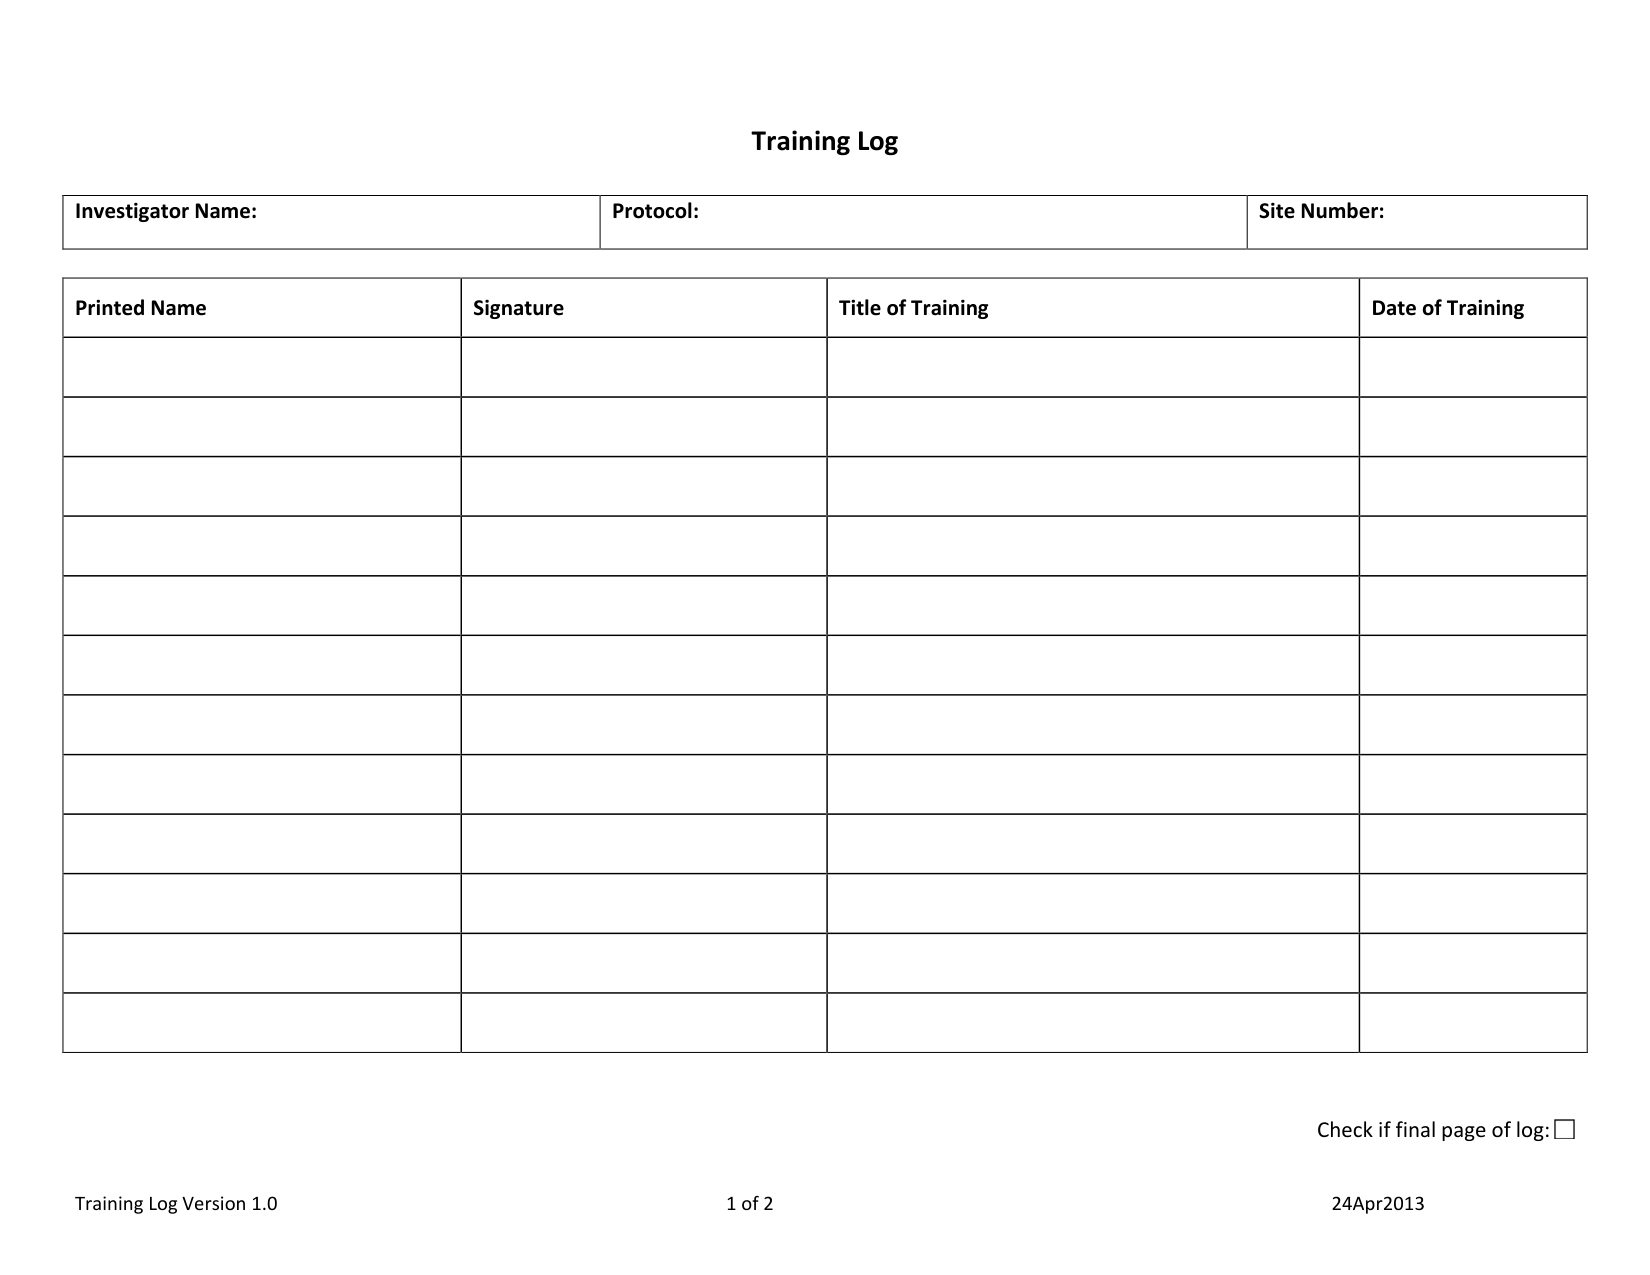 Training Log
Investigator Name: Protocol: Site Number:
Printed Name Signature Title of Training Date of Training
Check if final page of log:
Training Log Version 1.0 1 of 2 24Apr2013